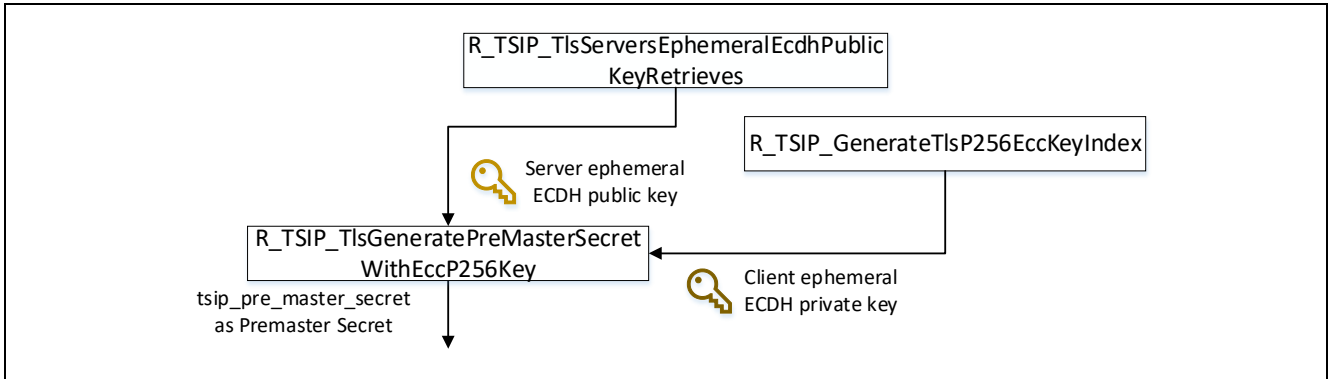 R_TSIP_TlsServersEphemeralEcdhPublic
KeyRetrieves
R_TSIP_GenerateTlsP256EccKeyIndex
Server ephemeral
ECDH public key
R_TSIP_TlsGeneratePreMasterSecret
WithEccP256Key
Client ephemeral
ECDH private key
tsip_pre_master_secret
as Premaster Secret